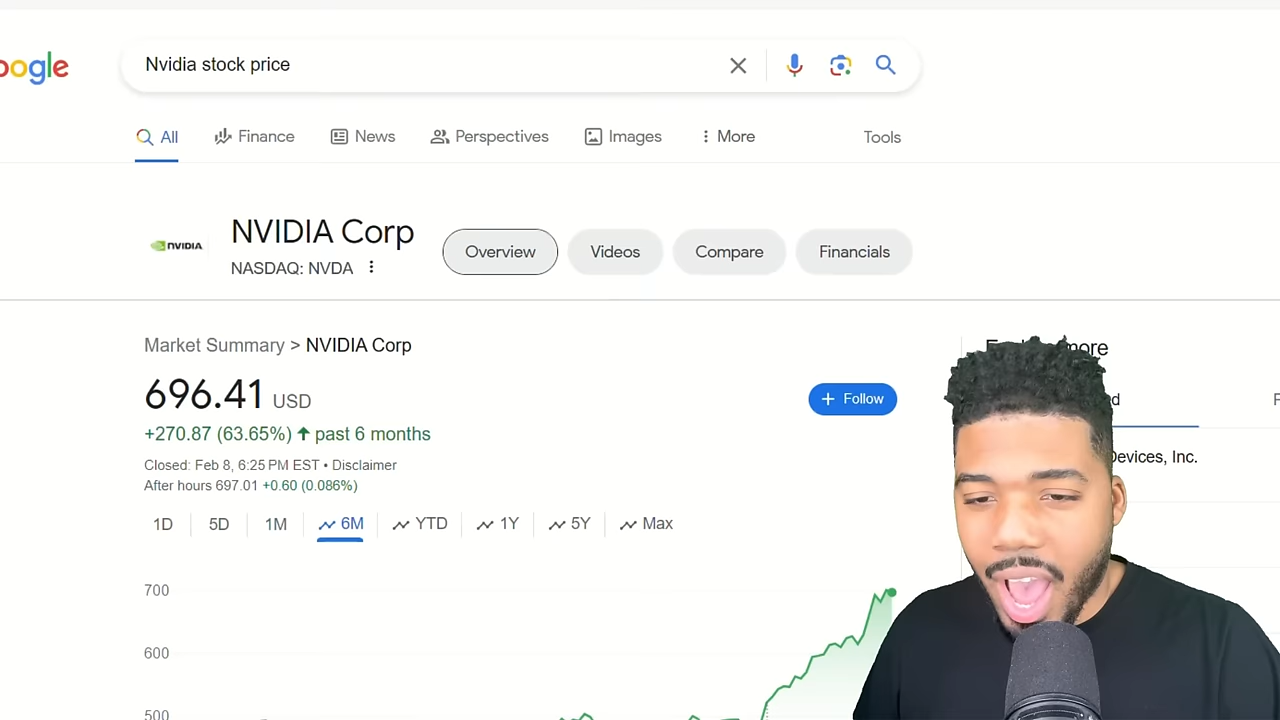 oogle
Nvidia stock price
All Finance News Perspectives Images More Tools
NVIDIA
NVIDIA Corp
NASDAQ: NVDA
Overview Videos Compare Financials
Market Summary > NVIDIA Corp
696.41 USD
+ Follow
+270.87 (63.65%) past 6 months
Closed: Feb 8, 6:25 PM EST • Disclaimer
After hours 697.01 +0.60 (0.086%)
1D 5D 1M 6M YTD 1Y 5Y Max
700
600
500
more
Devices, Inc.